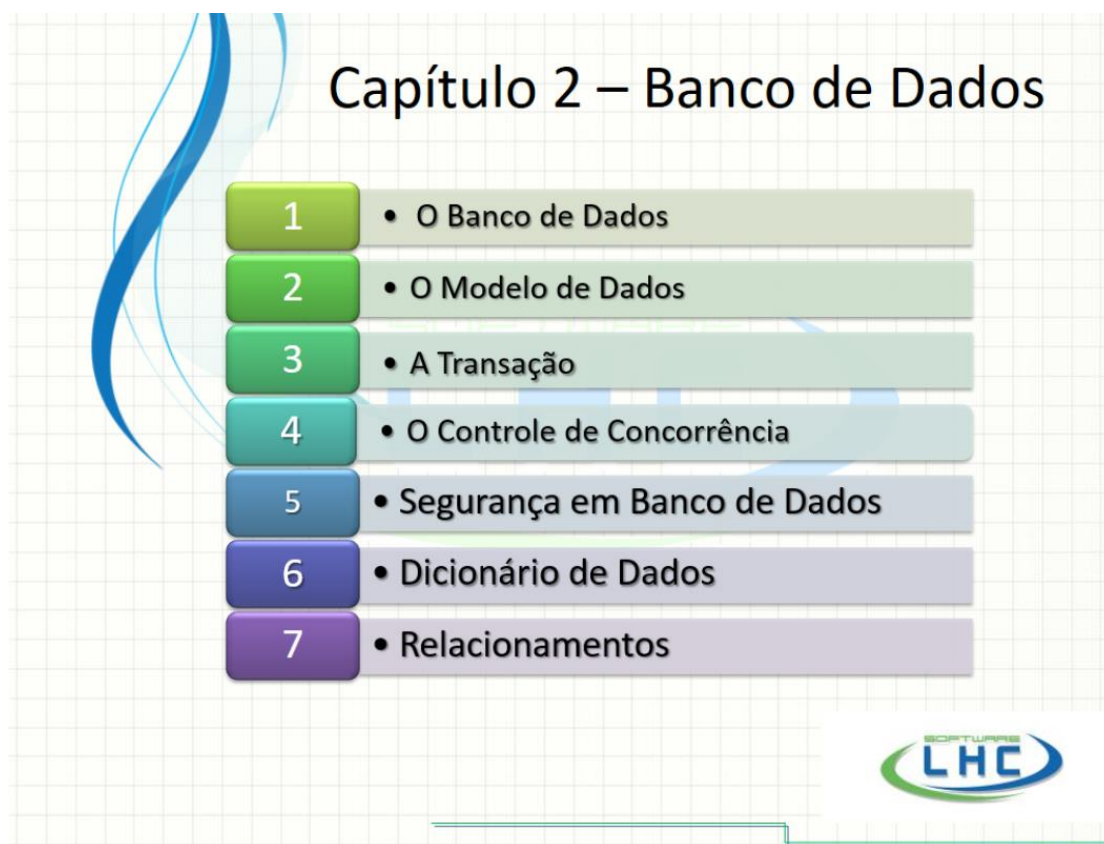 Capítulo 2 – Banco de Dados
1 • O Banco de Dados
2 • O Modelo de Dados
3 • A Transação
4 • O Controle de Concorrência
5 • Segurança em Banco de Dados
6 • Dicionário de Dados
7 • Relacionamentos
SOFTWARE
LHC